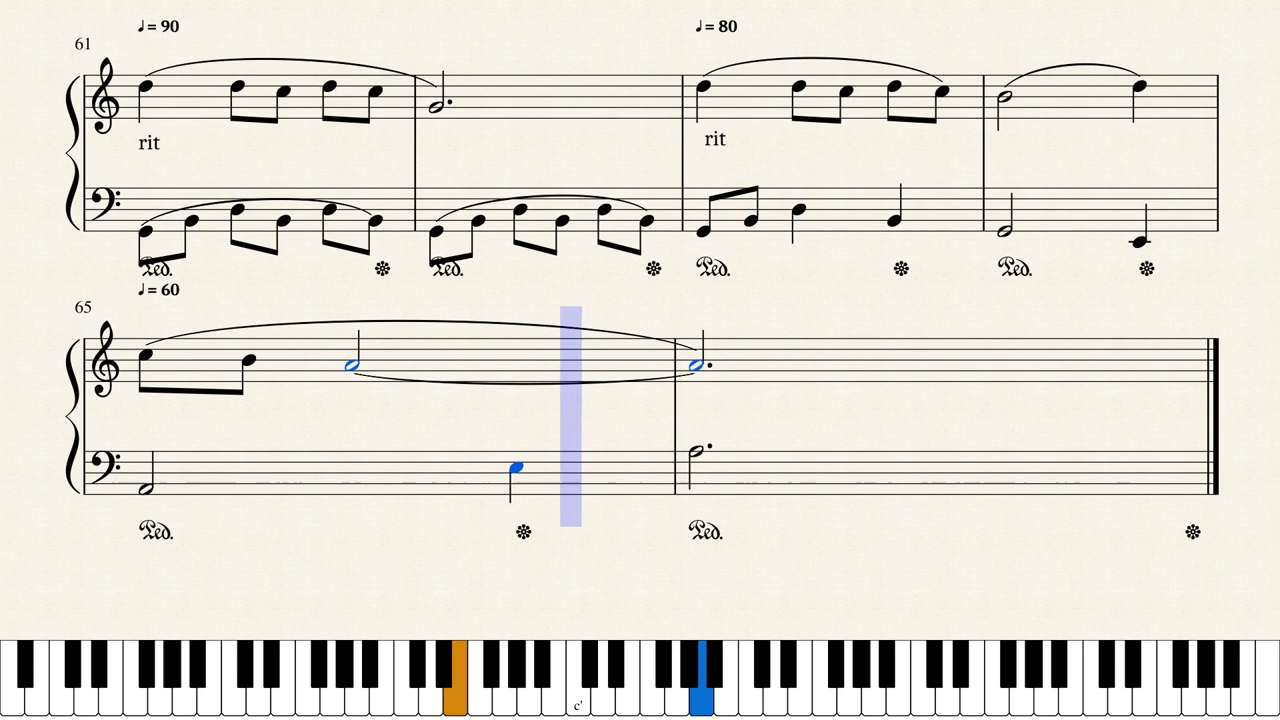 ♩= 90 ♩= 80
61
rit rit
Ped. Ped. Ped. Ped.
♩= 60
65
Ped. Ped.
c'